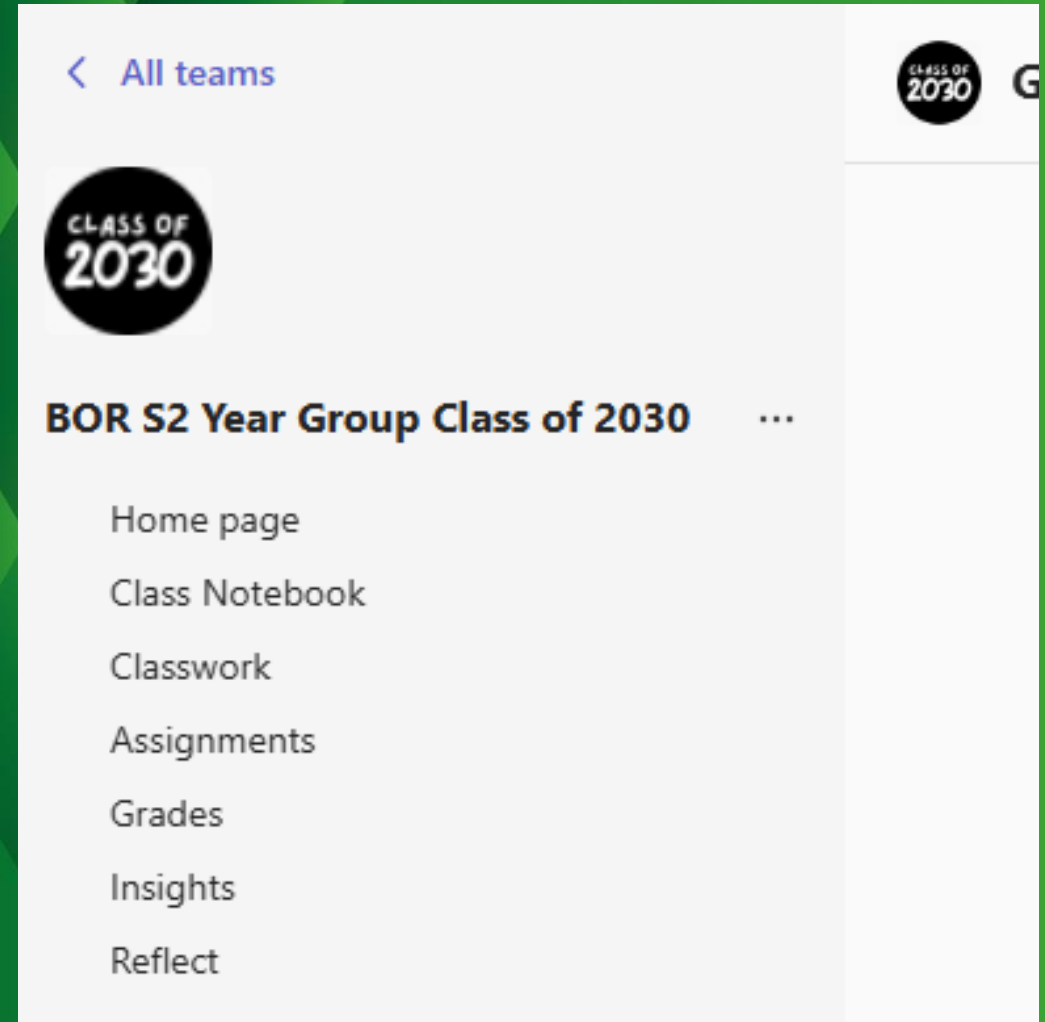 All teams
CLASS OF
2030
G
CLASS OF
2030
BOR S2 Year Group Class of 2030
Home page
Class Notebook
Classwork
Assignments
Grades
Insights
Reflect